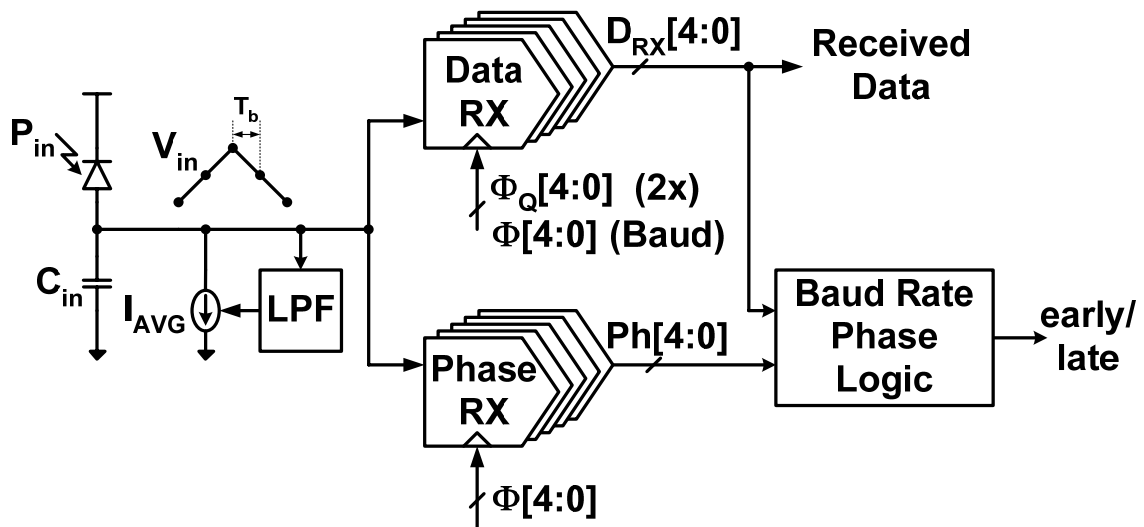 P_in
V_in
T_b
C_in
I_AVG
LPF
Data
RX
D_RX[4:0]
Received
Data
Φ_Q[4:0] (2x)
Φ[4:0] (Baud)
Phase
RX
Ph[4:0]
Φ[4:0]
Baud Rate
Phase
Logic
early/
late